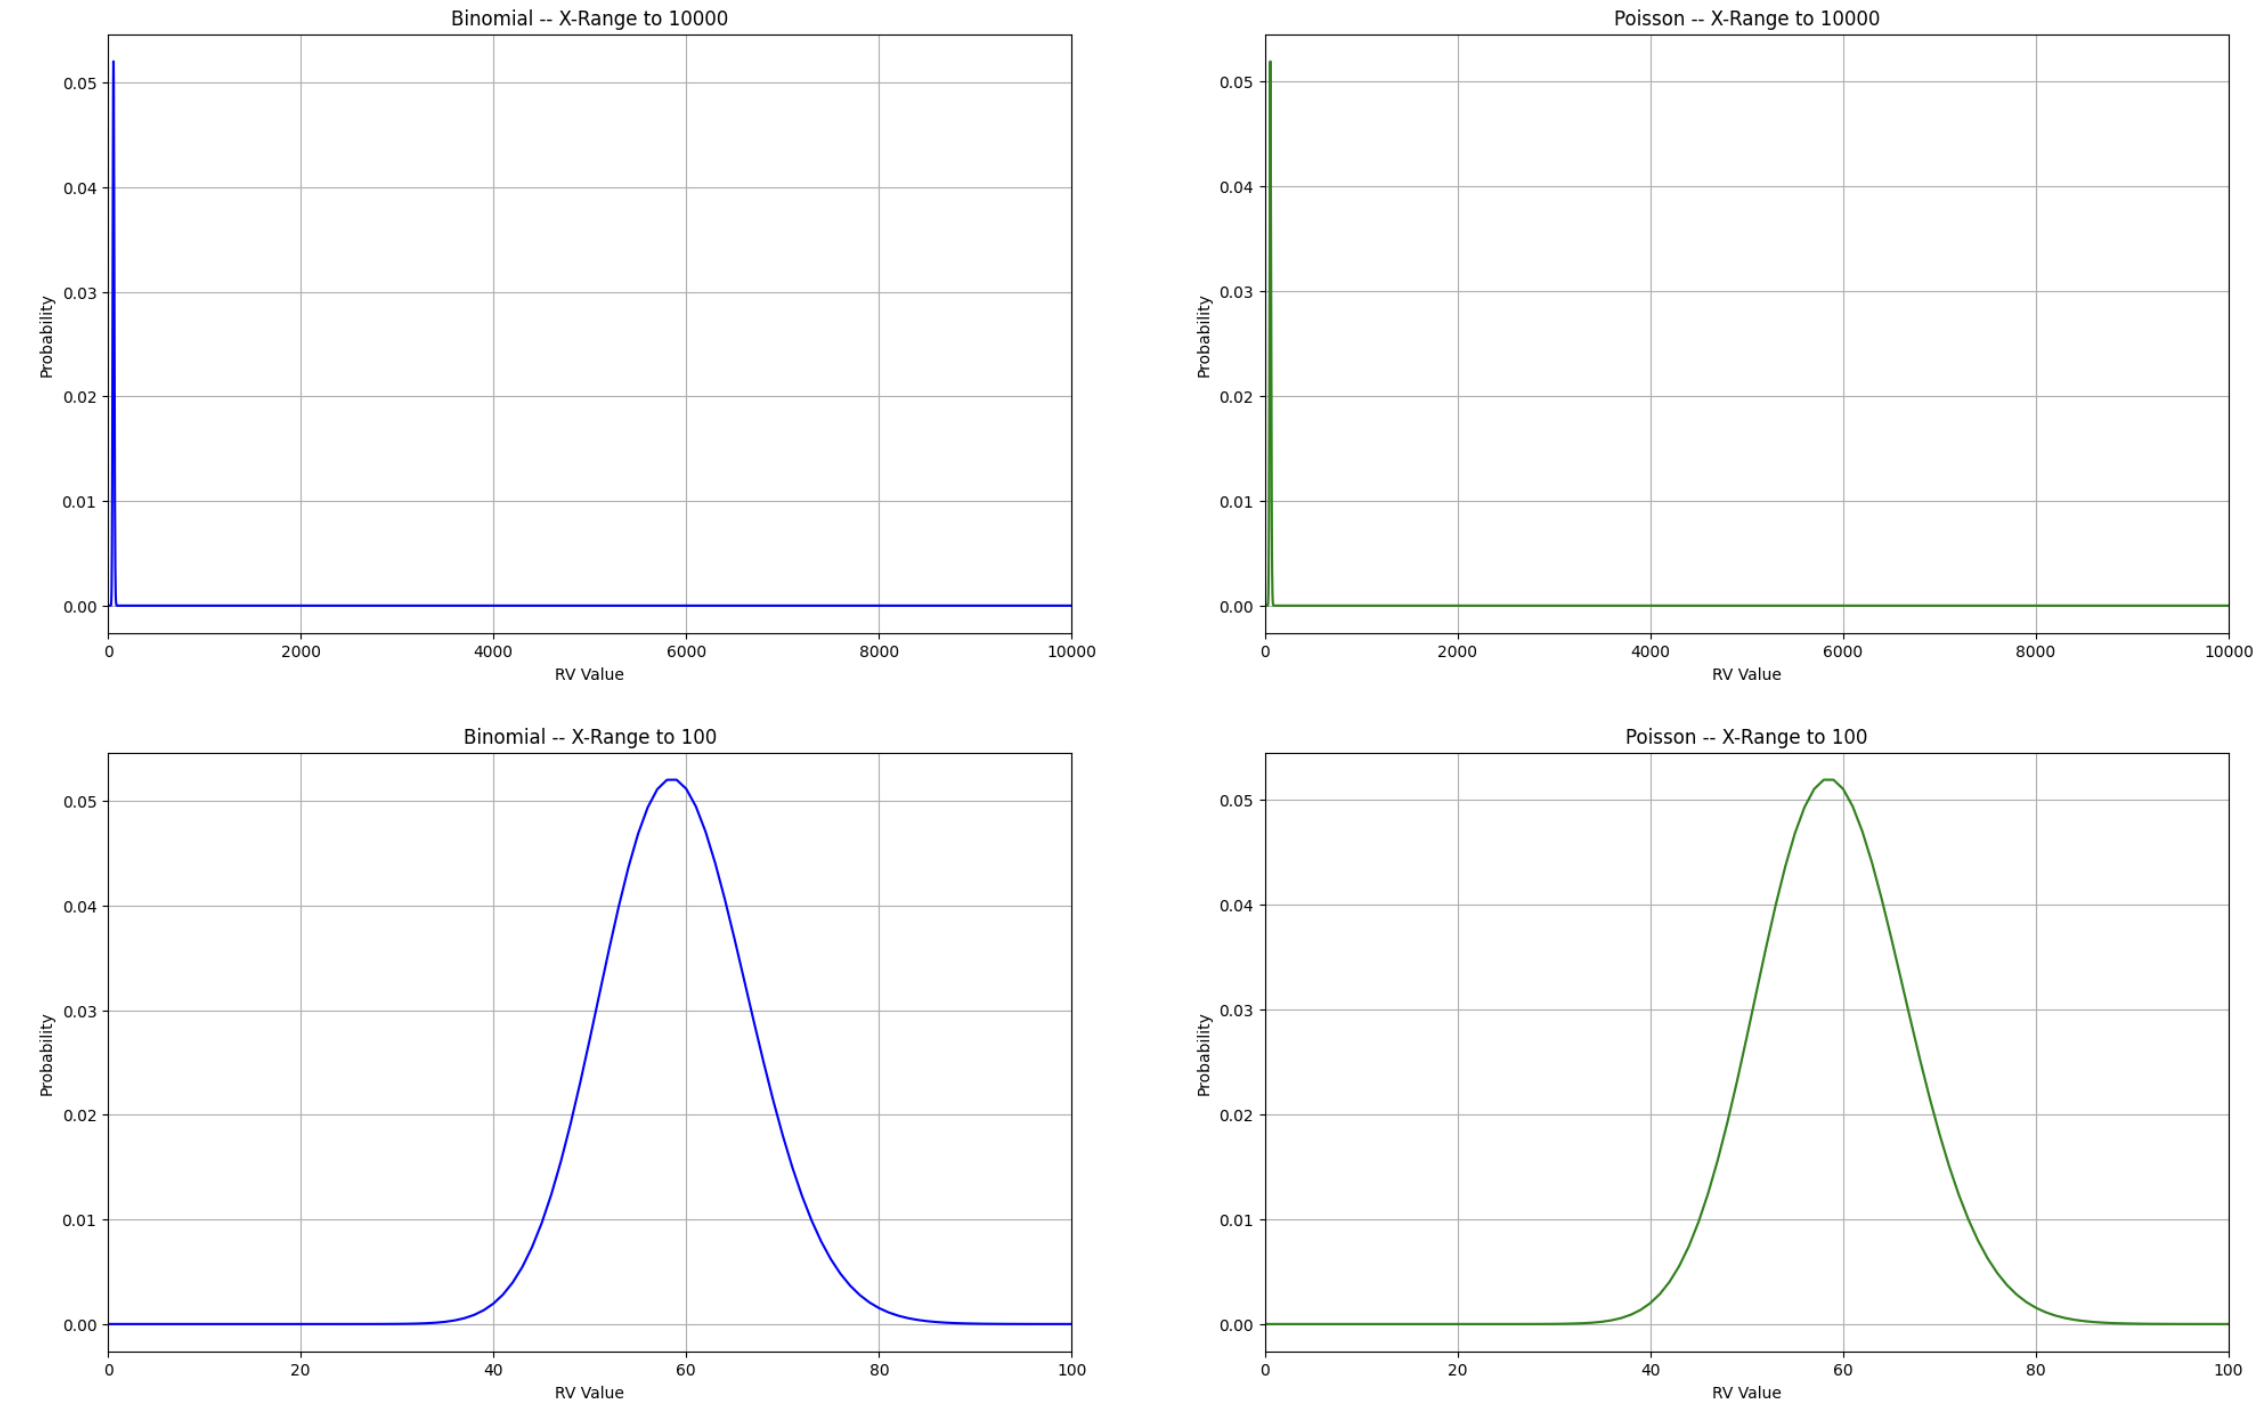 Binomial -- X-Range to 10000
Probability
0.05
0.04
0.03
0.02
0.01
0.00
0 2000 4000 6000 8000 10000
RV Value
Poisson -- X-Range to 10000
Probability
0.05
0.04
0.03
0.02
0.01
0.00
0 2000 4000 6000 8000 10000
RV Value
Binomial -- X-Range to 100
Probability
0.05
0.04
0.03
0.02
0.01
0.00
0 20 40 60 80 100
RV Value
Poisson -- X-Range to 100
Probability
0.05
0.04
0.03
0.02
0.01
0.00
0 20 40 60 80 100
RV Value